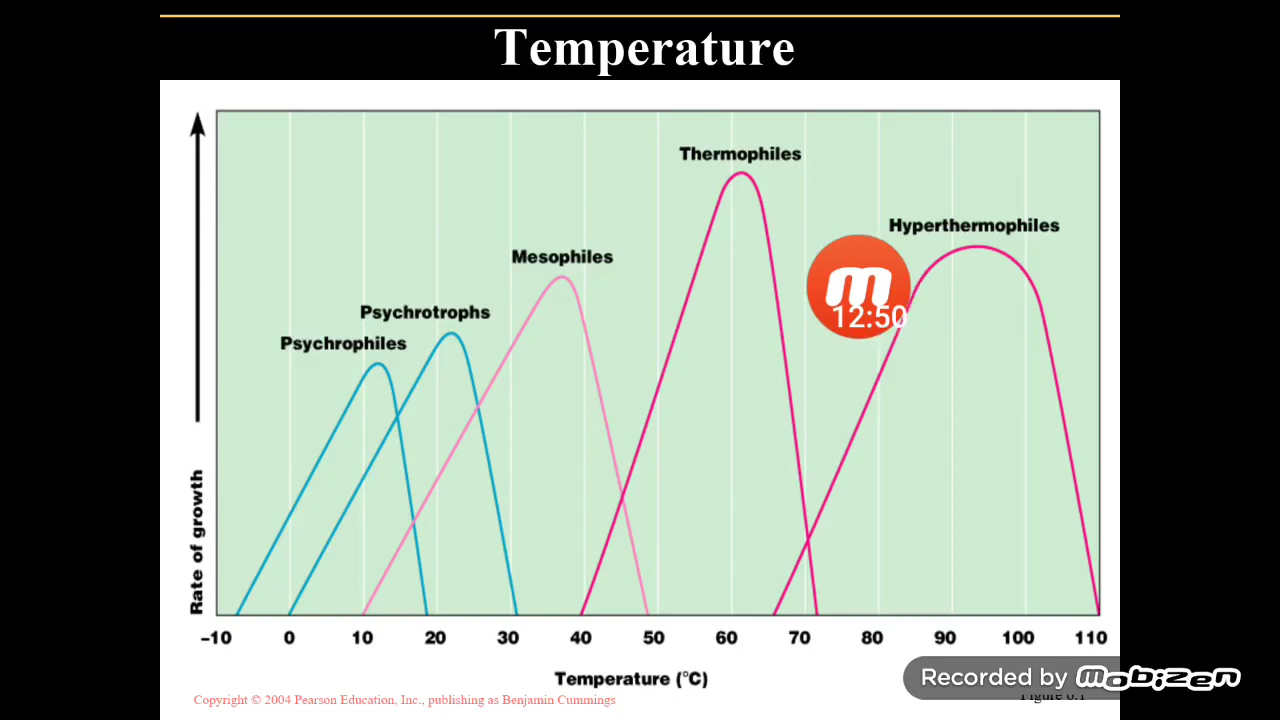 Temperature
Thermophiles
Hyperthermophiles
Mesophiles
Psychrotrophs
Psychrophiles
m
12:50
Rate of growth
–10 0 10 20 30 40 50 60 70 80 90 100 110
Temperature (°C)
Recorded by mobizen
Copyright © 2004 Pearson Education, Inc., publishing as Benjamin Cummings